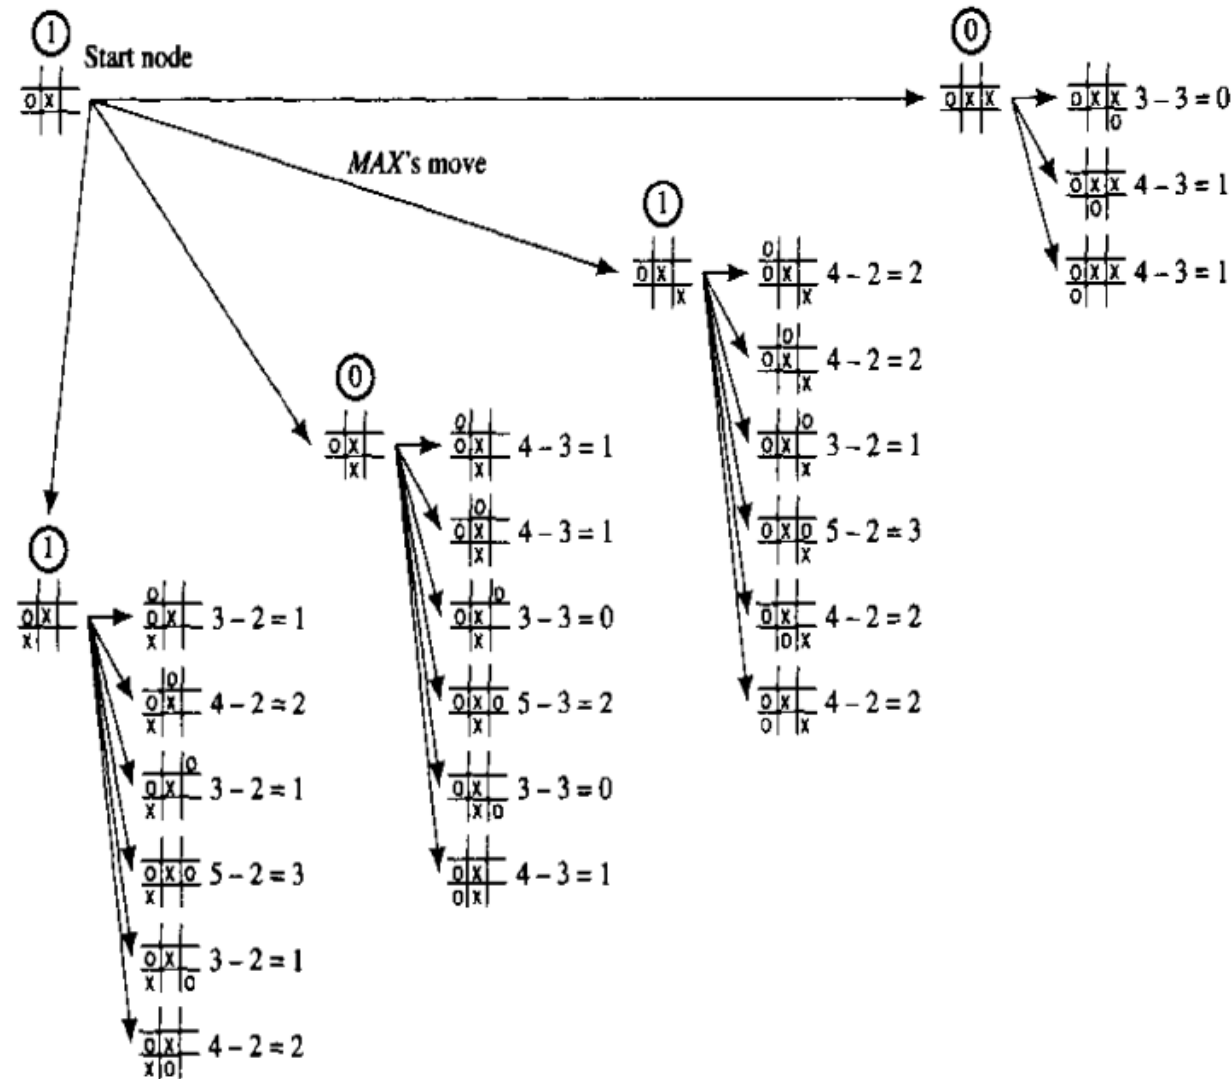 1
Start node
O X
MAX's move
0
O X X
O X X 3 – 3 = 0
O
O X X 4 – 3 = 1
O
O X X 4 – 3 = 1
O
1
O X
X
O
O X 4 – 2 = 2
X
O
O X 4 – 2 = 2
X
O
O X 3 – 2 = 1
X
O X O 5 – 2 = 3
X
O X 4 – 2 = 2
O X
O X 4 – 2 = 2
O X
0
O X
X
O
O X 4 – 3 = 1
X
O
O X 4 – 3 = 1
X
O
O X 3 – 3 = 0
X
O X O 5 – 3 = 2
X
O X 3 – 3 = 0
X O
O X 4 – 3 = 1
O X
1
O X
X
O
O X 3 – 2 = 1
X
O
O X 4 – 2 = 2
X
O
O X 3 – 2 = 1
X
O X O 5 – 2 = 3
X
O X 3 – 2 = 1
X O
O X 4 – 2 = 2
X O